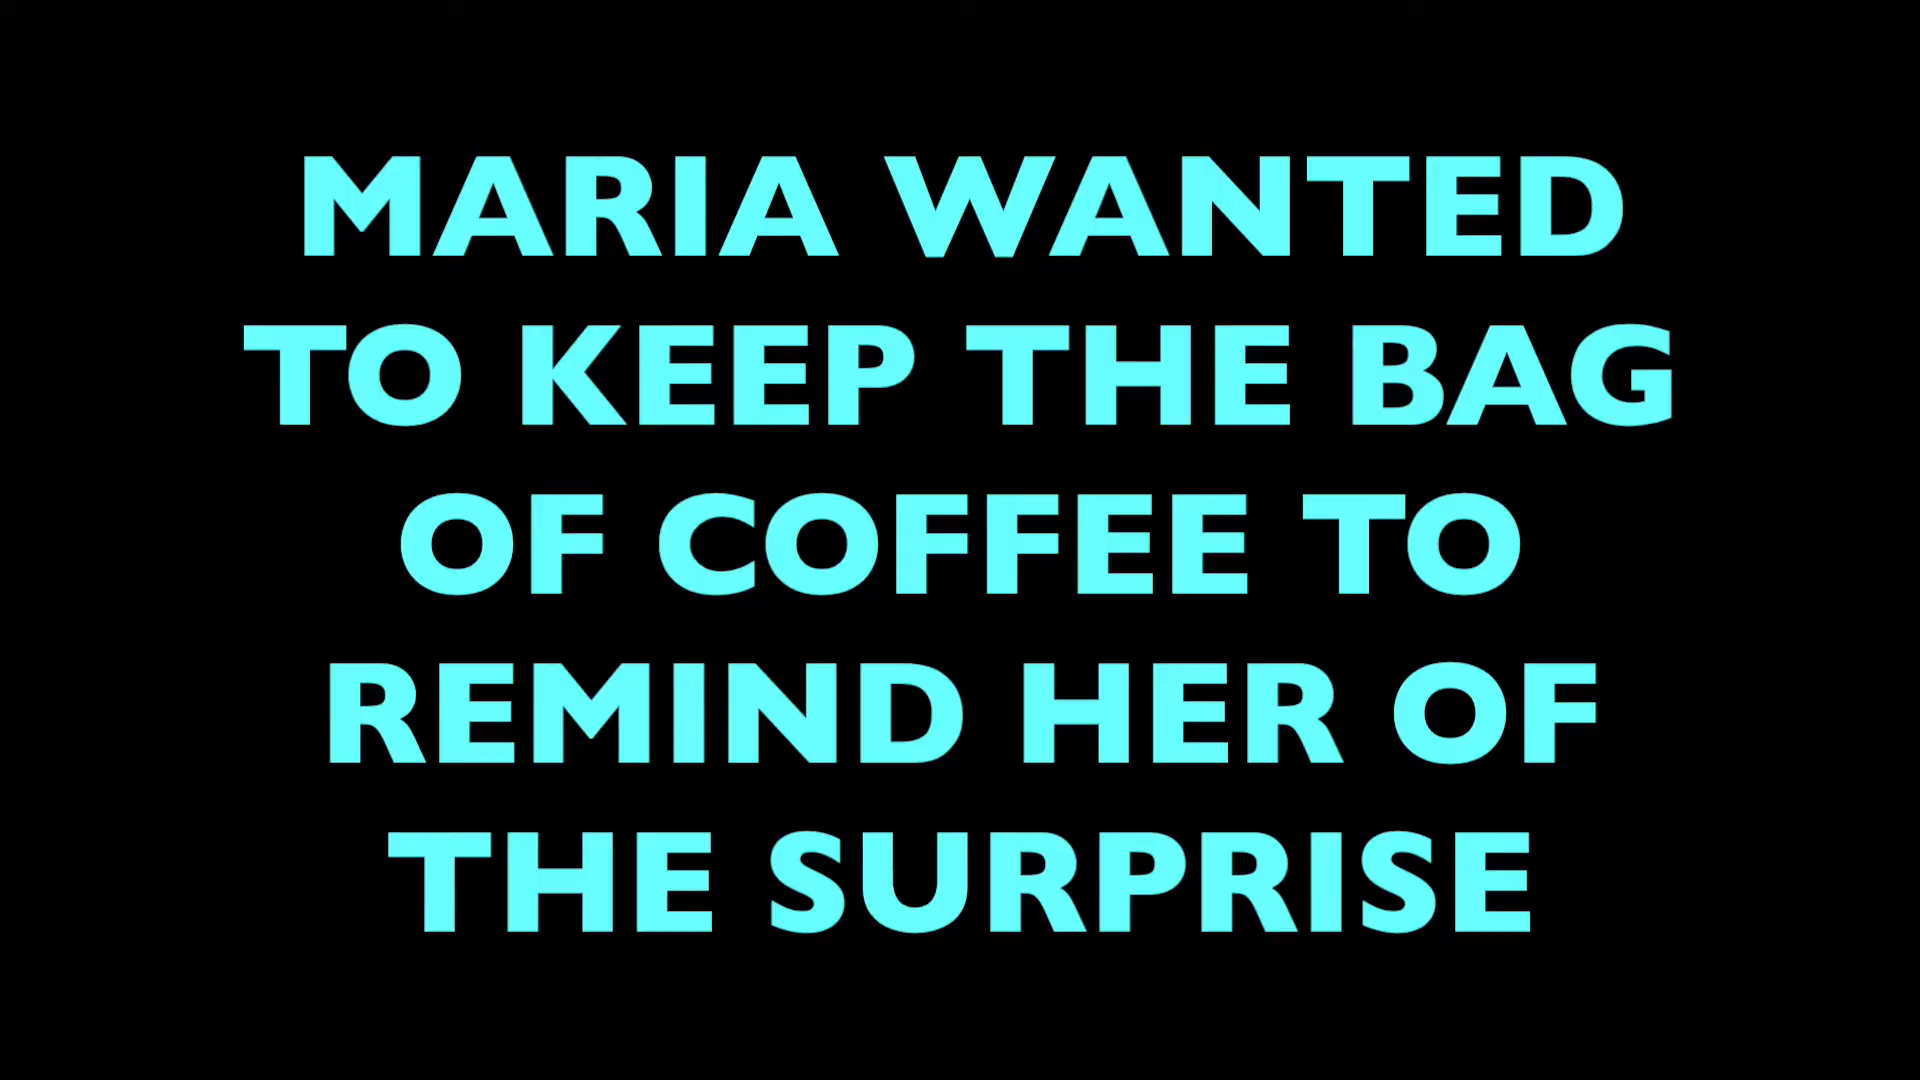 MARIA WANTED
TO KEEP THE BAG
OF COFFEE TO
REMIND HER OF
THE SURPRISE